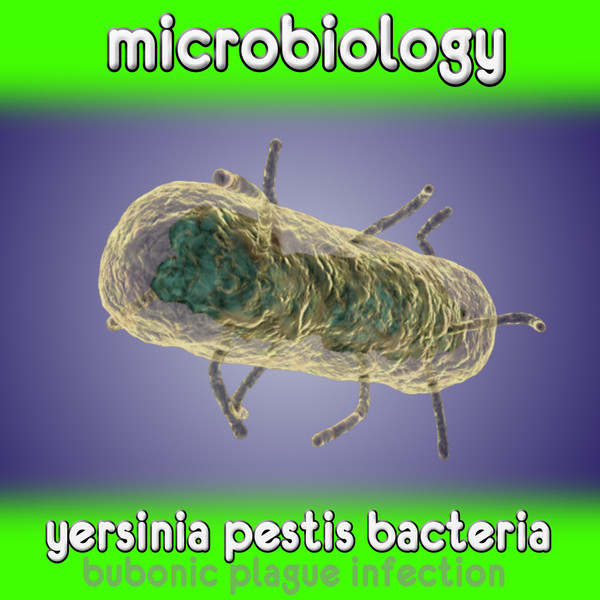 microbiology
yersinia pestis bacteria
bubonic plague infection